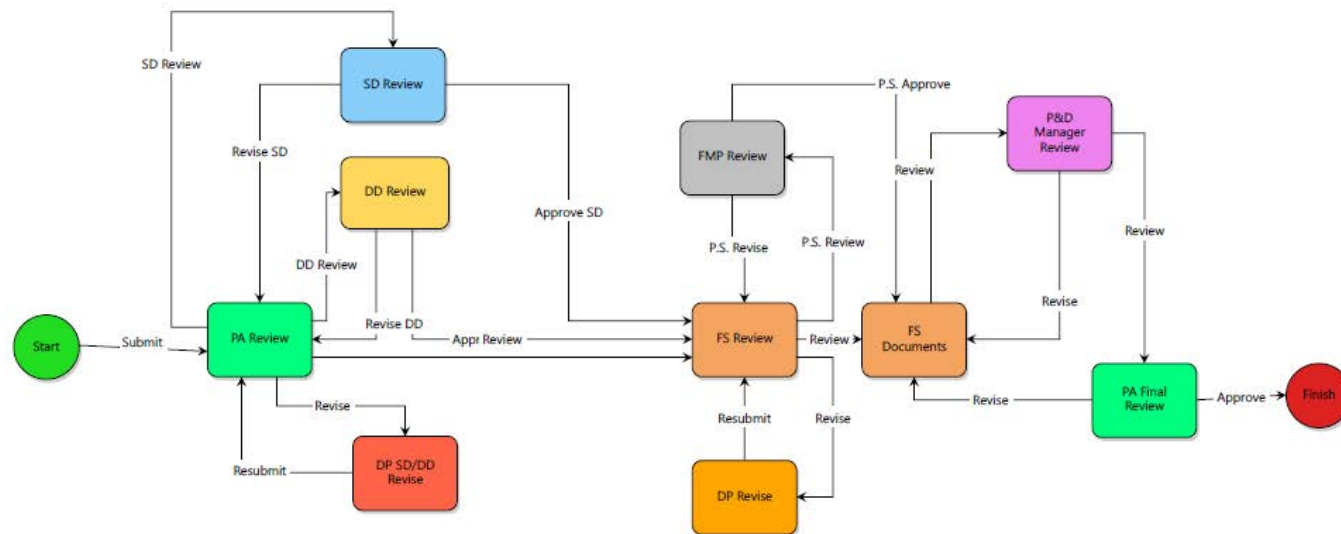 SD Review
SD Review
P.S. Approve
P&D
Manager
Review
Revise SD
FMP Review
Review
DD Review
Approve SD
Review
P.S. Revise
P.S. Review
DD Review
Revise
Start
Submit
PA Review
Revise DD
Review
FS Review
Review
FS
Documents
Revise
PA Final
Review
Approve
Finish
Revise
Resubmit
Revise
Resubmit
DP SD/DD
Revise
DP Revise